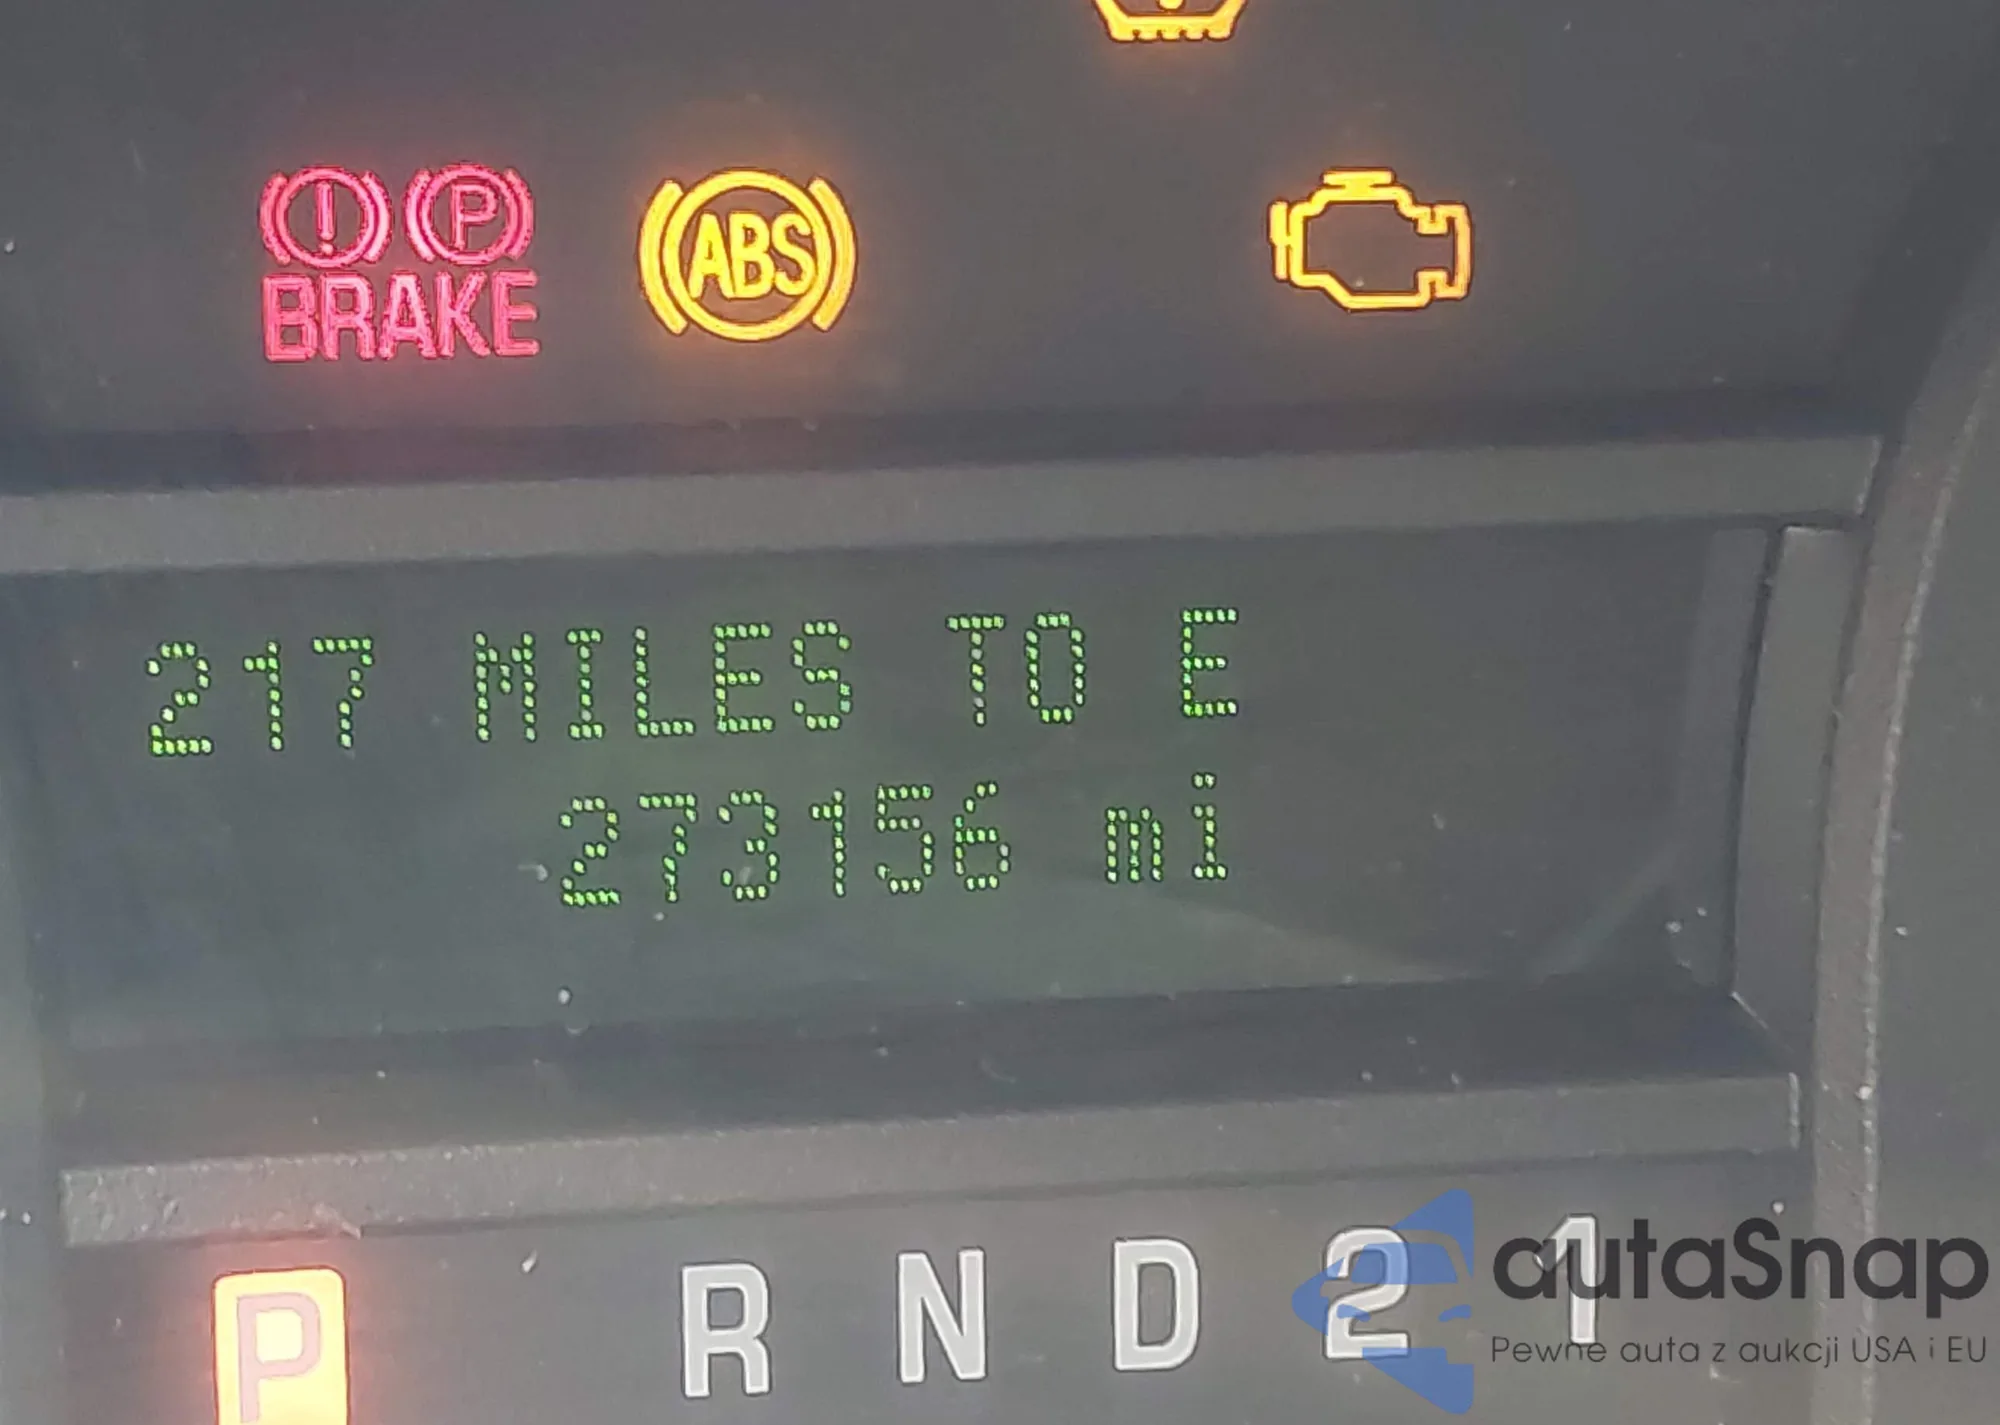 ! P
BRAKE
ABS
217 MILES TO E
273156 mi
P R N D 2 1
autaSnap
Pewne auta z aukcji USA i EU